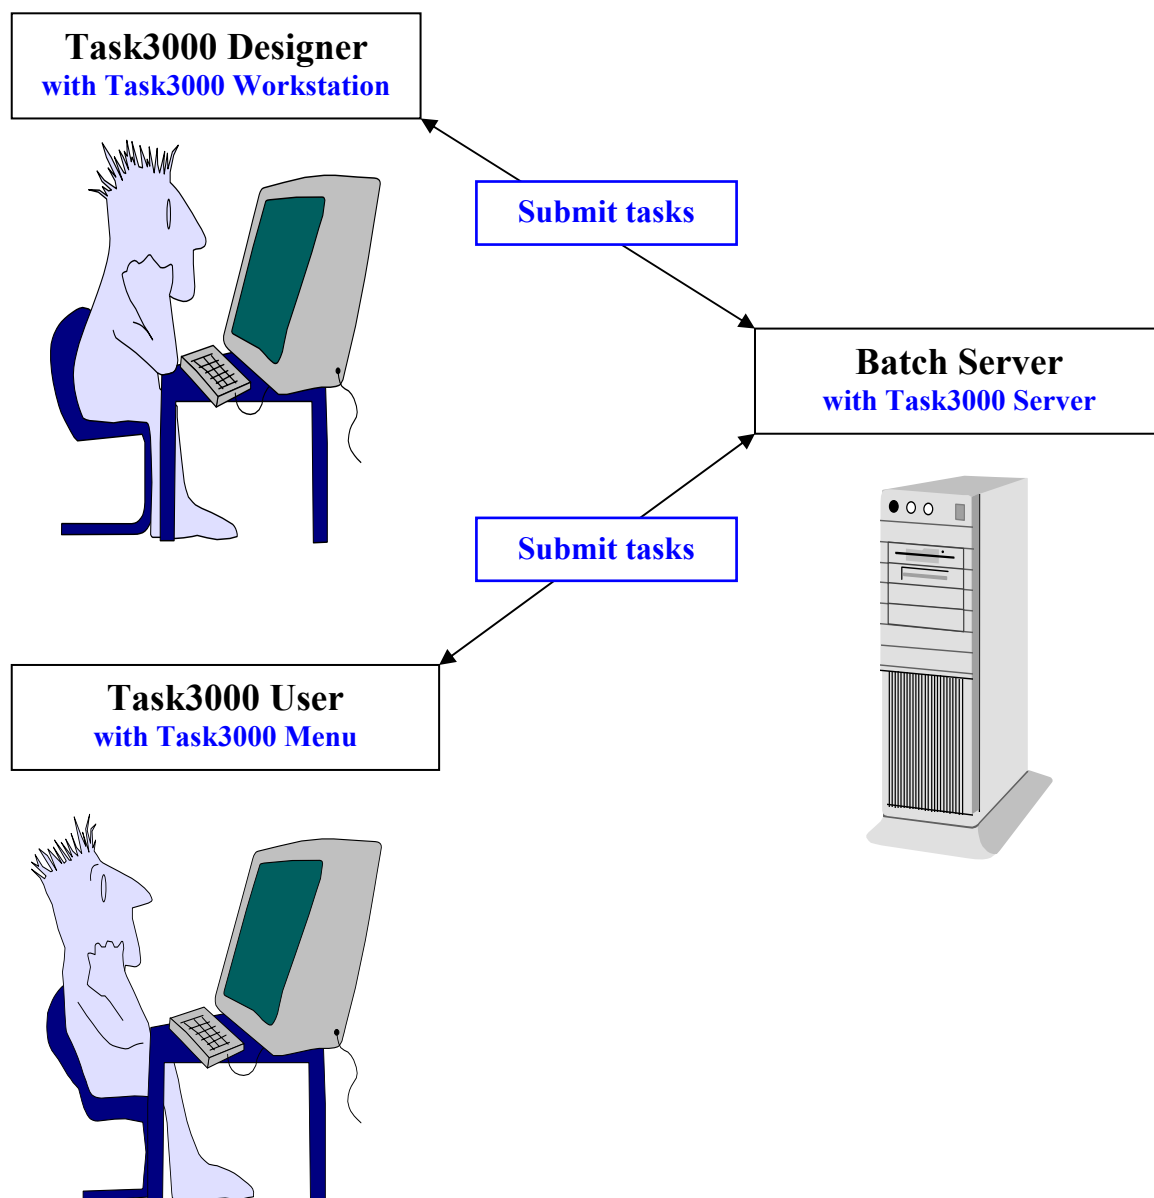 Task3000 Designer
with Task3000 Workstation
Submit tasks
Batch Server
with Task3000 Server
Submit tasks
Task3000 User
with Task3000 Menu